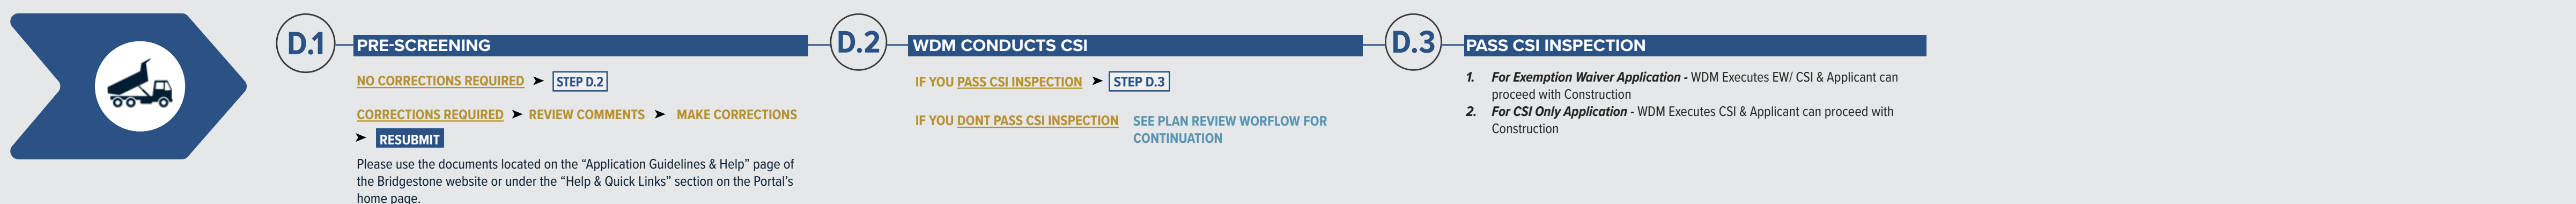 D.1
PRE-SCREENING
NO CORRECTIONS REQUIRED ➤ STEP D.2
CORRECTIONS REQUIRED ➤ REVIEW COMMENTS ➤ MAKE CORRECTIONS
➤ RESUBMIT
Please use the documents located on the “Application Guidelines & Help” page of
the Bridgestone website or under the “Help & Quick Links” section on the Portal’s
home page.
D.2
WDM CONDUCTS CSI
IF YOU PASS CSI INSPECTION ➤ STEP D.3
IF YOU DONT PASS CSI INSPECTION SEE PLAN REVIEW WORFLOW FOR
CONTINUATION
D.3
PASS CSI INSPECTION
1. For Exemption Waiver Application - WDM Executes EW/ CSI & Applicant can
proceed with Construction
2. For CSI Only Application - WDM Executes CSI & Applicant can proceed with
Construction